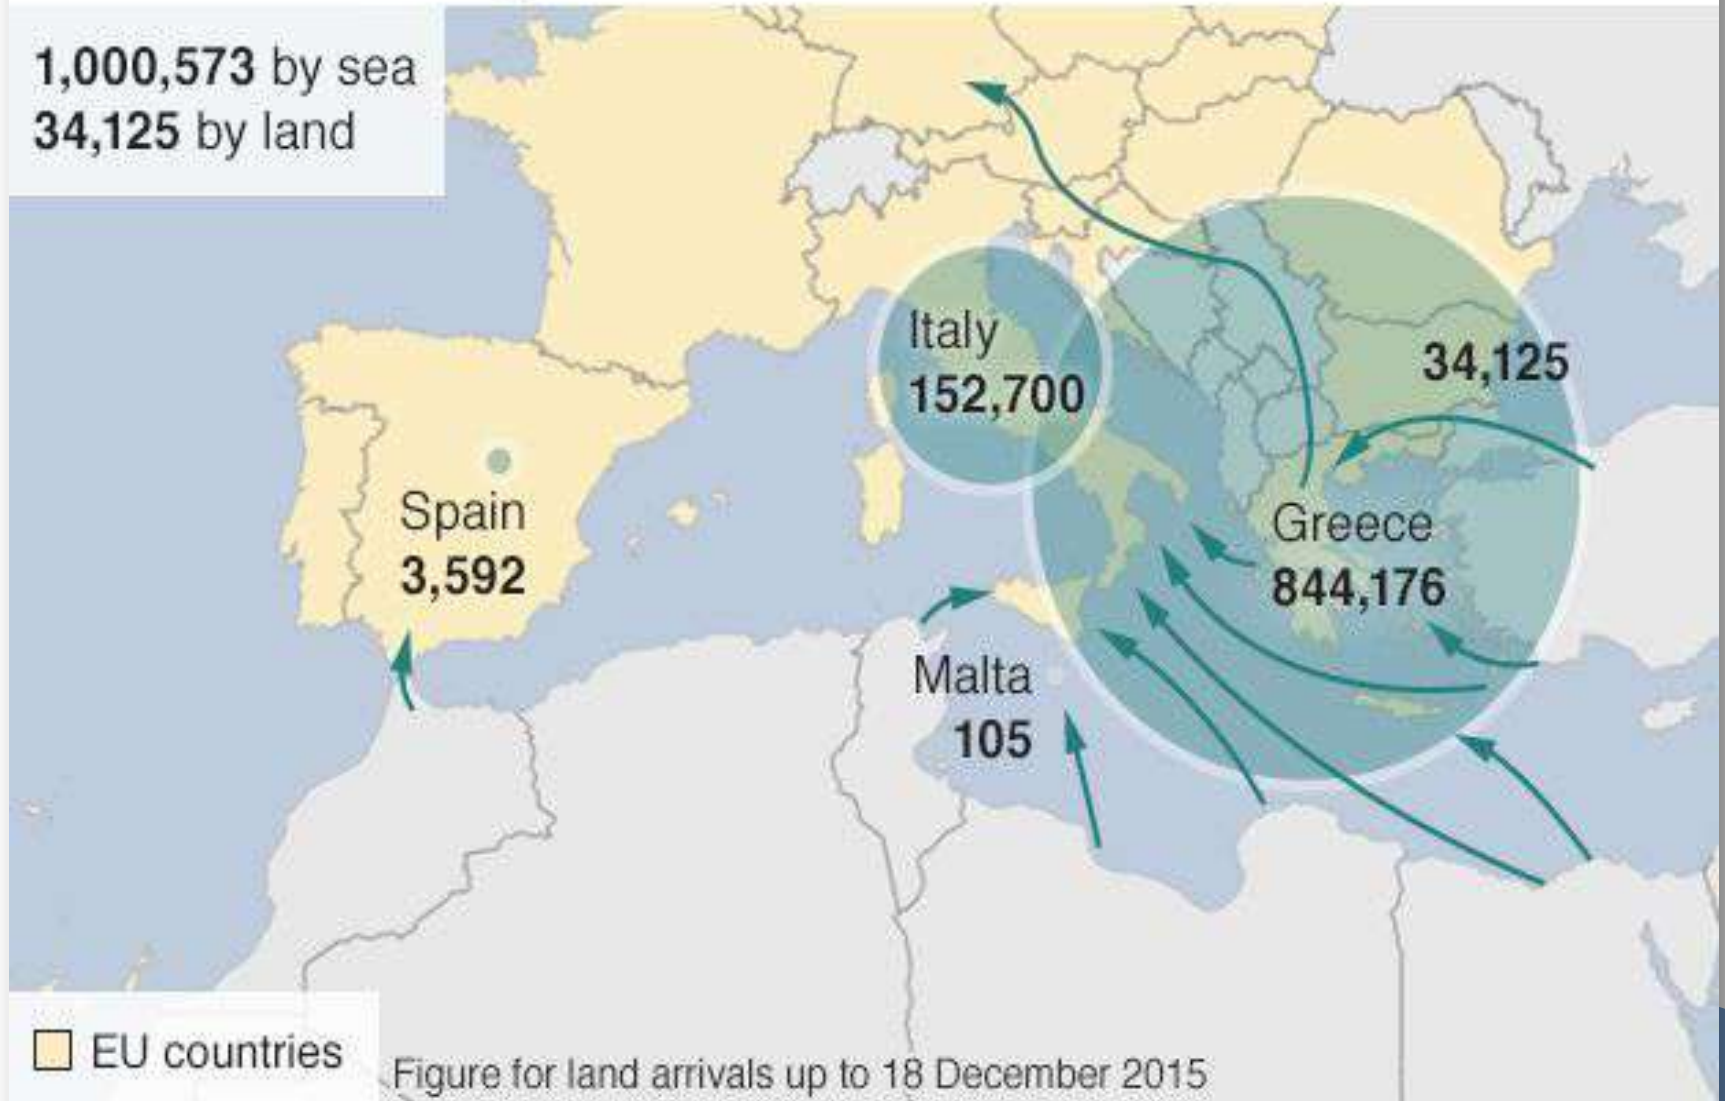 1,000,573 by sea
34,125 by land
Italy
152,700
34,125
Spain
3,592
Greece
844,176
Malta
105
EU countries
Figure for land arrivals up to 18 December 2015